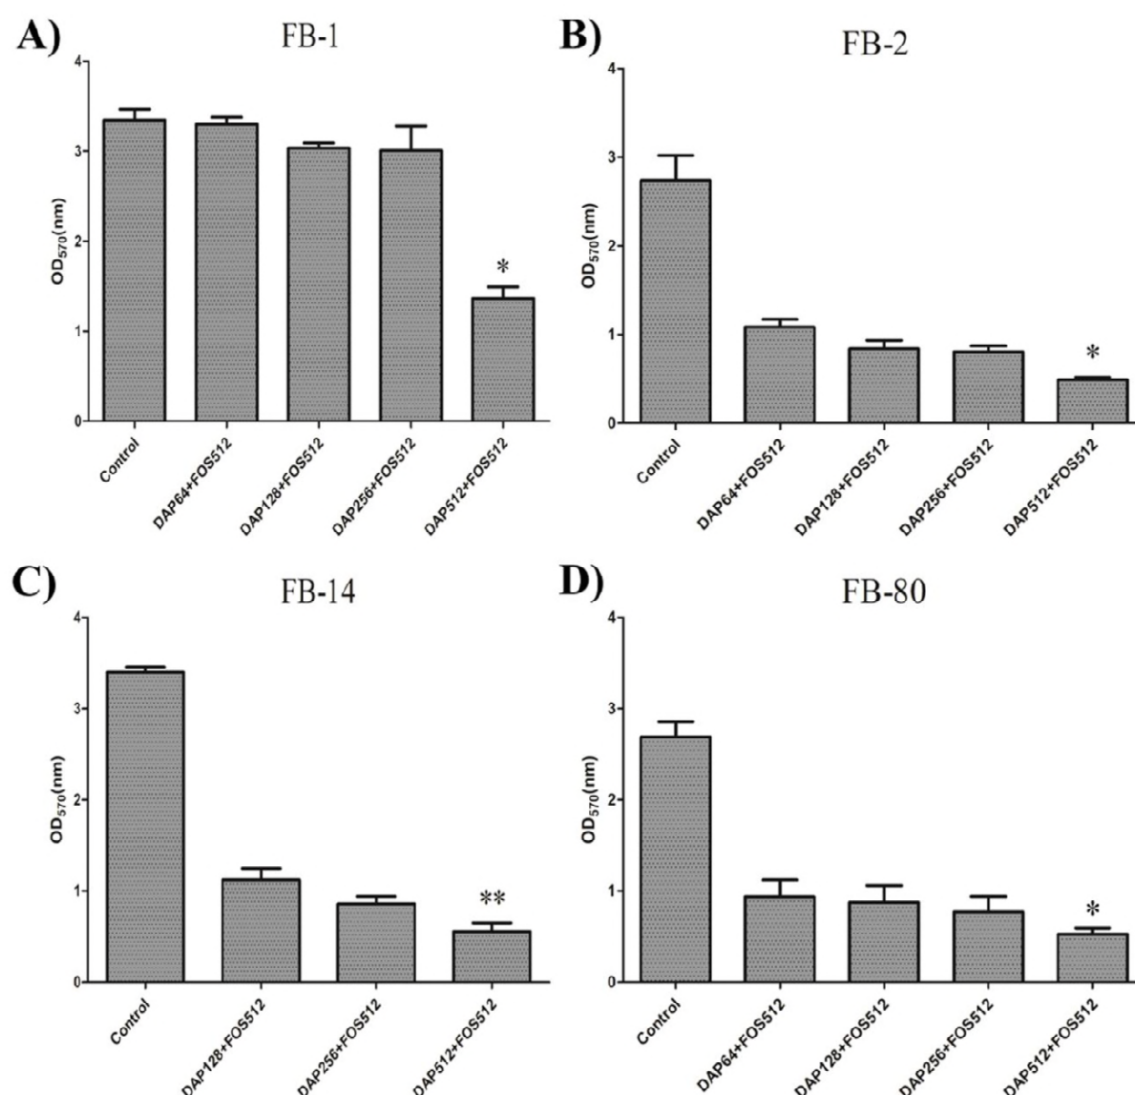 A)
FB-1
4
3
2
1
0
OD570(nm)
*
Control
DAP64+FOS512
DAP128+FOS512
DAP256+FOS512
DAP512+FOS512
B)
FB-2
4
3
2
1
0
OD570(nm)
*
Control
DAP64+FOS512
DAP128+FOS512
DAP256+FOS512
DAP512+FOS512
C)
FB-14
4
3
2
1
0
OD570(nm)
**
Control
DAP128+FOS512
DAP256+FOS512
DAP512+FOS512
D)
FB-80
4
3
2
1
0
OD570(nm)
*
Control
DAP64+FOS512
DAP128+FOS512
DAP256+FOS512
DAP512+FOS512